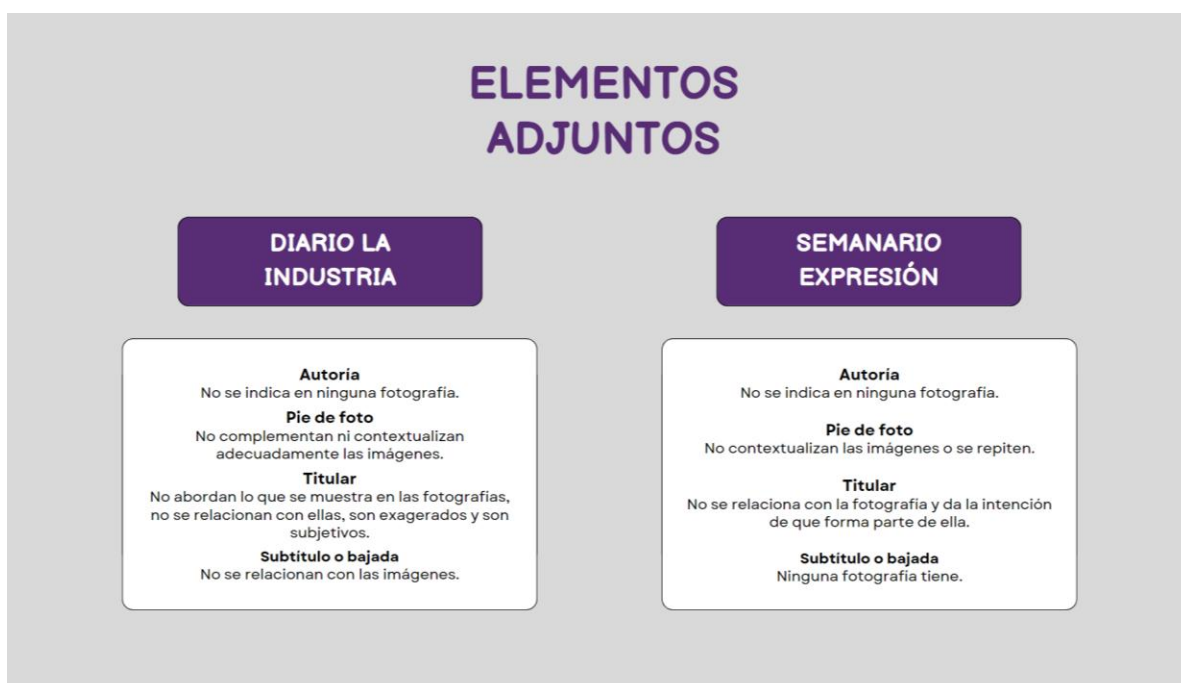 ELEMENTOS
ADJUNTOS
DIARIO LA
INDUSTRIA
Autoría
No se indica en ninguna fotografía.
Pie de foto
No complementan ni contextualizan
adecuadamente las imágenes.
Titular
No abordan lo que se muestra en las fotografías,
no se relacionan con ellas, son exagerados y son
subjetivos.
Subtítulo o bajada
No se relacionan con las imágenes.
SEMANARIO
EXPRESIÓN
Autoría
No se indica en ninguna fotografía.
Pie de foto
No contextualizan las imágenes o se repiten.
Titular
No se relaciona con la fotografía y da la intención
de que forma parte de ella.
Subtítulo o bajada
Ninguna fotografía tiene.